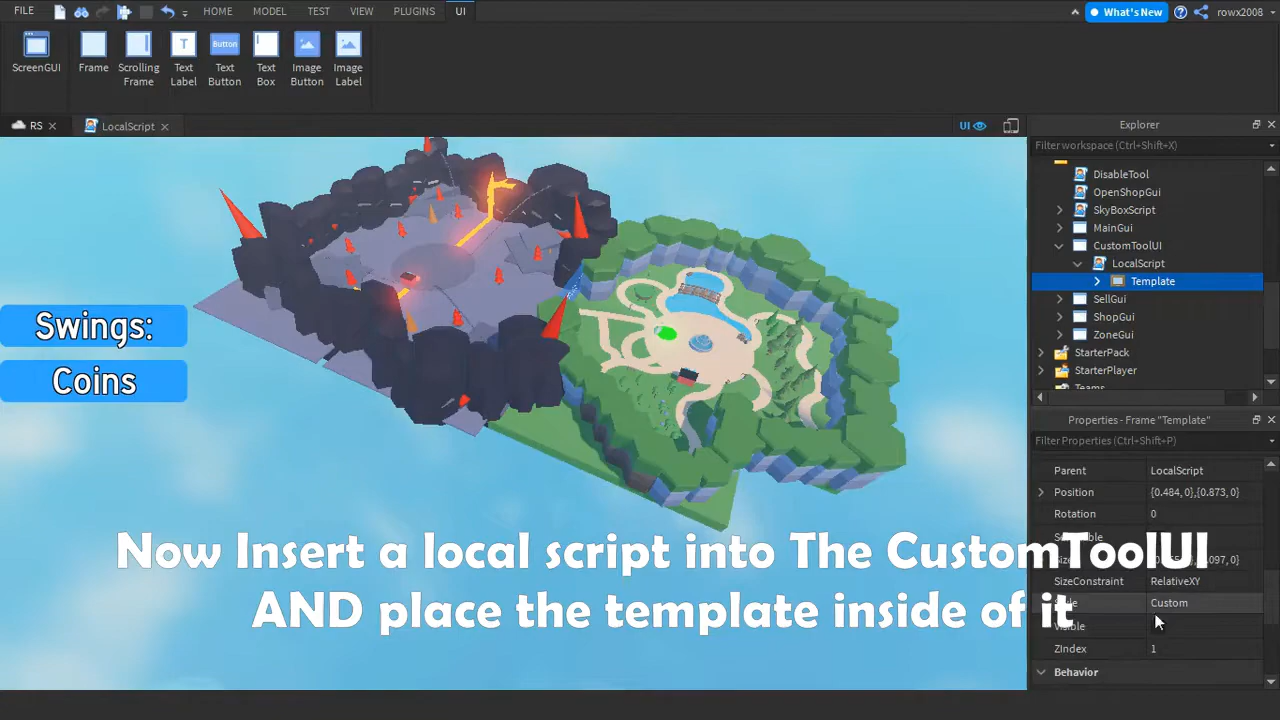 FILE HOME MODEL TEST VIEW PLUGINS UI What's New rowx2008
ScreenGUI Frame Scrolling Frame Text Label Text Button Button Text Box Image Button Image Label
RS LocalScript UI
Explorer
Filter workspace (Ctrl+Shift+X)
DisableTool
OpenShopGui
SkyBoxScript
MainGui
CustomToolUI
LocalScript
Template
SellGui
ShopGui
ZoneGui
StarterPack
StarterPlayer
Teams
Swings:
Coins
Properties - Frame "Template"
Filter Properties (Ctrl+Shift+P)
Parent LocalScript
Position {0.484, 0},{0.873, 0}
Rotation 0
SizeConstraint RelativeXY
Custom
Visible
ZIndex 1
Behavior
Now Insert a local script into The CustomToolUI
AND place the template inside of it